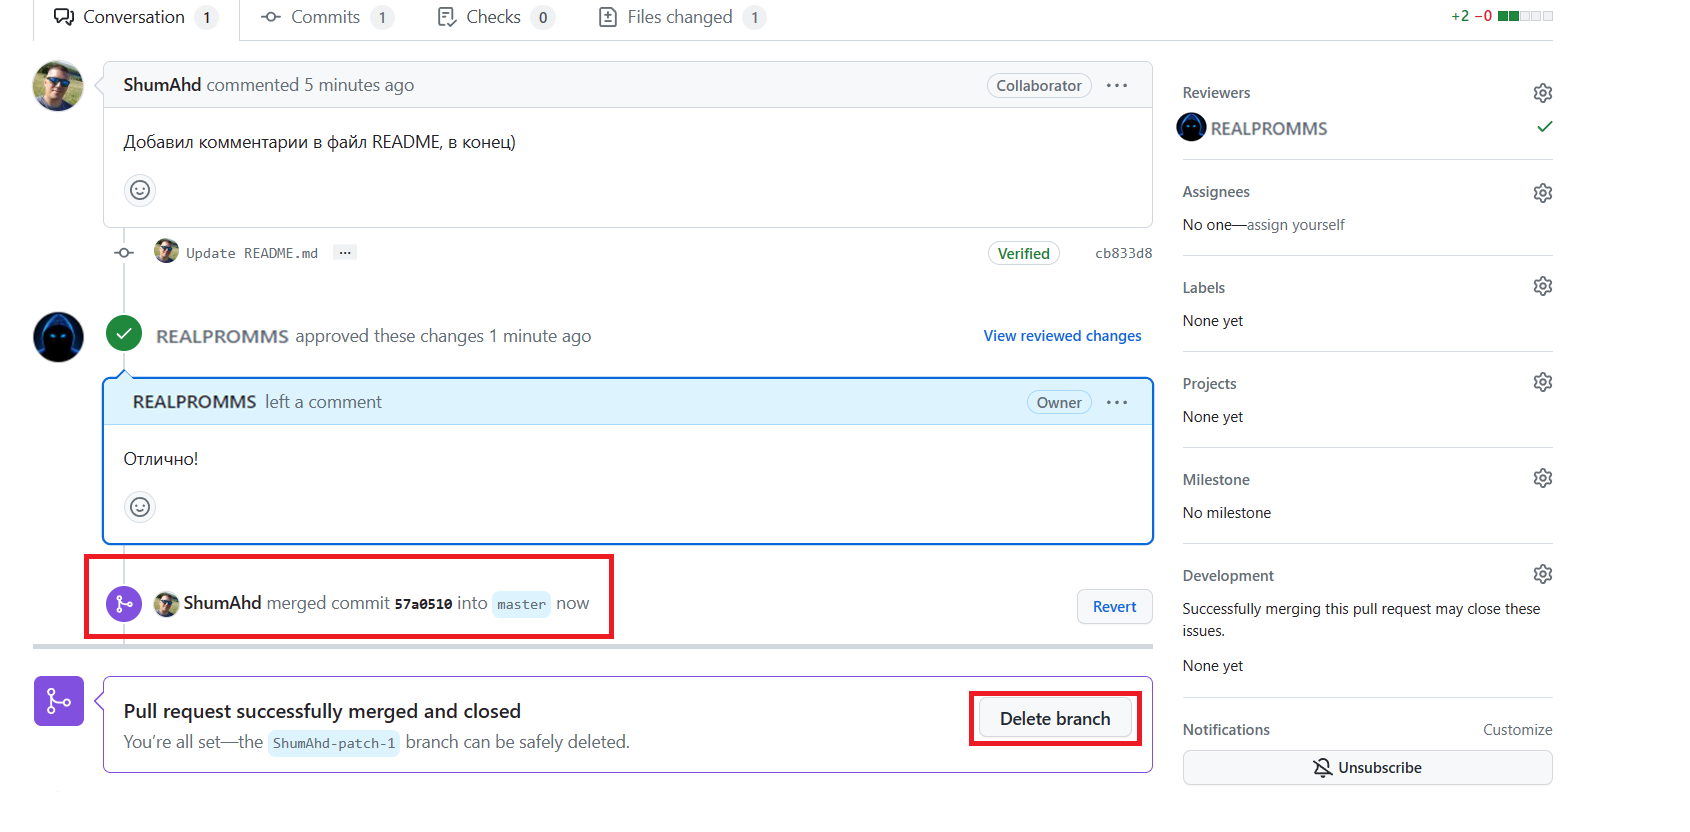 Conversation 1 Commits 1 Checks 0 Files changed 1 +2 −0
ShumAhd commented 5 minutes ago Collaborator ...
Добавил комментарии в файл README, в конец)
Update README.md ... Verified cb833d8
REALPROMMS approved these changes 1 minute ago View reviewed changes
REALPROMMS left a comment Owner ...
Отлично!
ShumAhd merged commit 57a0510 into master now Revert
Pull request successfully merged and closed
You're all set—the ShumAhd-patch-1 branch can be safely deleted.
Delete branch
Reviewers
REALPROMMS
Assignees
No one—assign yourself
Labels
None yet
Projects
None yet
Milestone
No milestone
Development
Successfully merging this pull request may close these
issues.
None yet
Notifications Customize
Unsubscribe